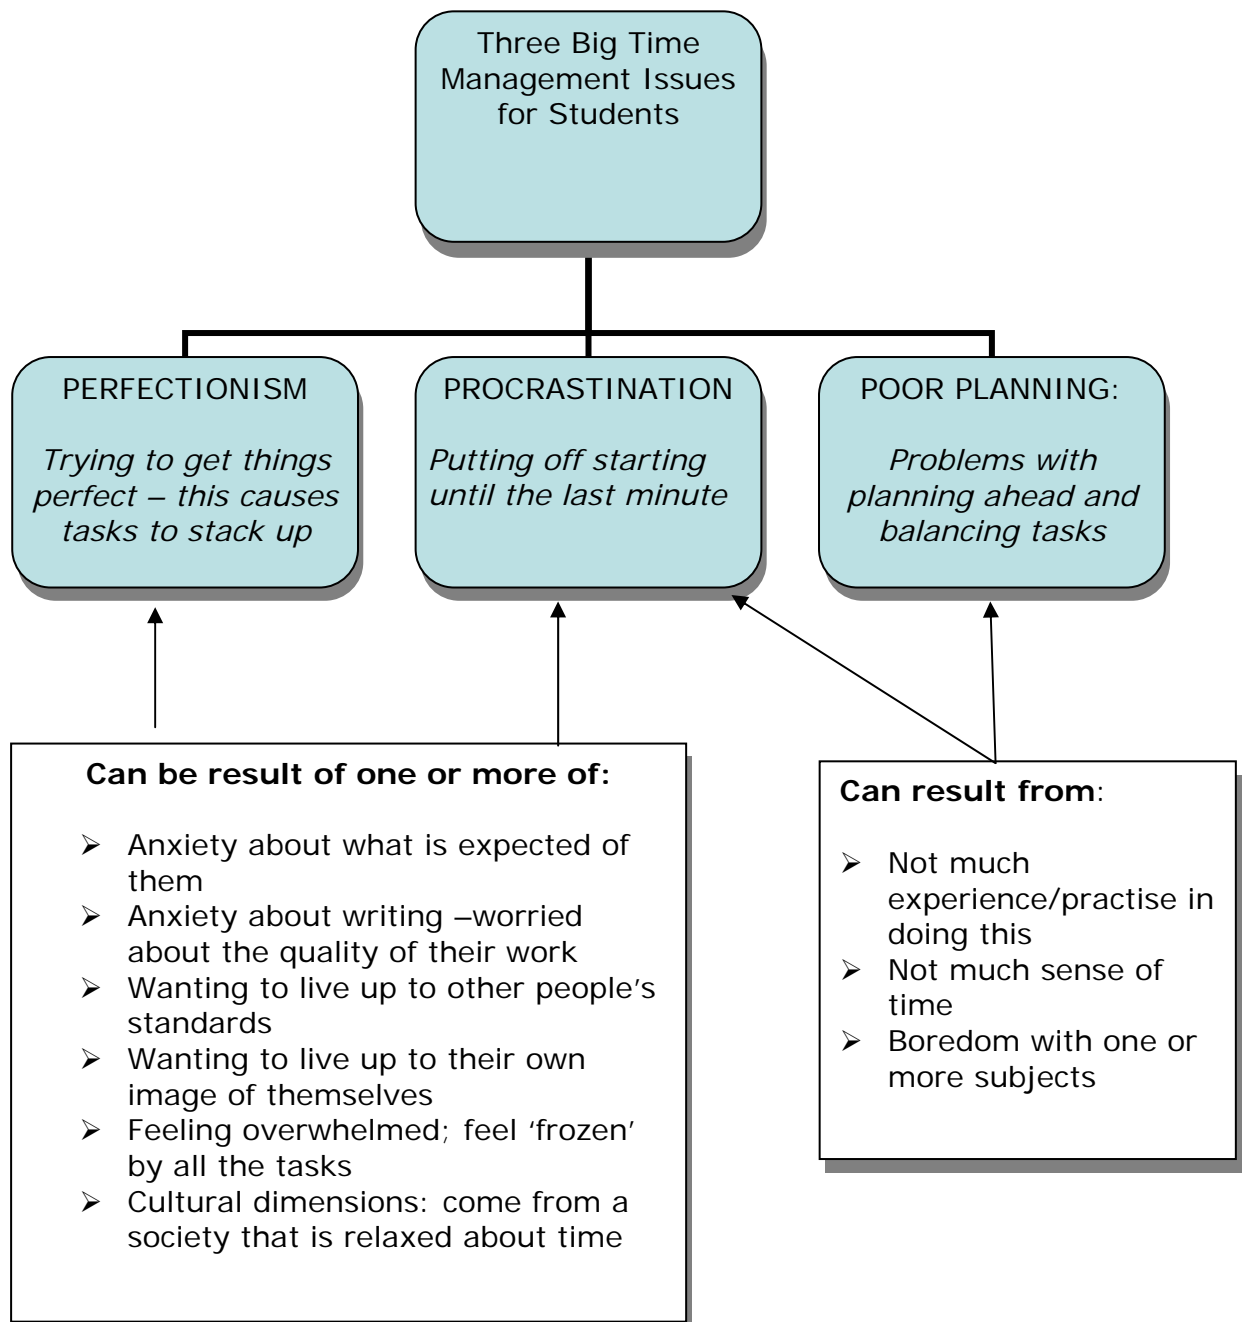 Three Big Time
Management Issues
for Students
PERFECTIONISM
Trying to get things
perfect – this causes
tasks to stack up
PROCRASTINATION
Putting off starting
until the last minute
POOR PLANNING:
Problems with
planning ahead and
balancing tasks
Can be result of one or more of:
➢ Anxiety about what is expected of
them
➢ Anxiety about writing –worried
about the quality of their work
➢ Wanting to live up to other people’s
standards
➢ Wanting to live up to their own
image of themselves
➢ Feeling overwhelmed; feel ‘frozen’
by all the tasks
➢ Cultural dimensions: come from a
society that is relaxed about time
Can result from:
➢ Not much
experience/practise in
doing this
➢ Not much sense of
time
➢ Boredom with one or
more subjects